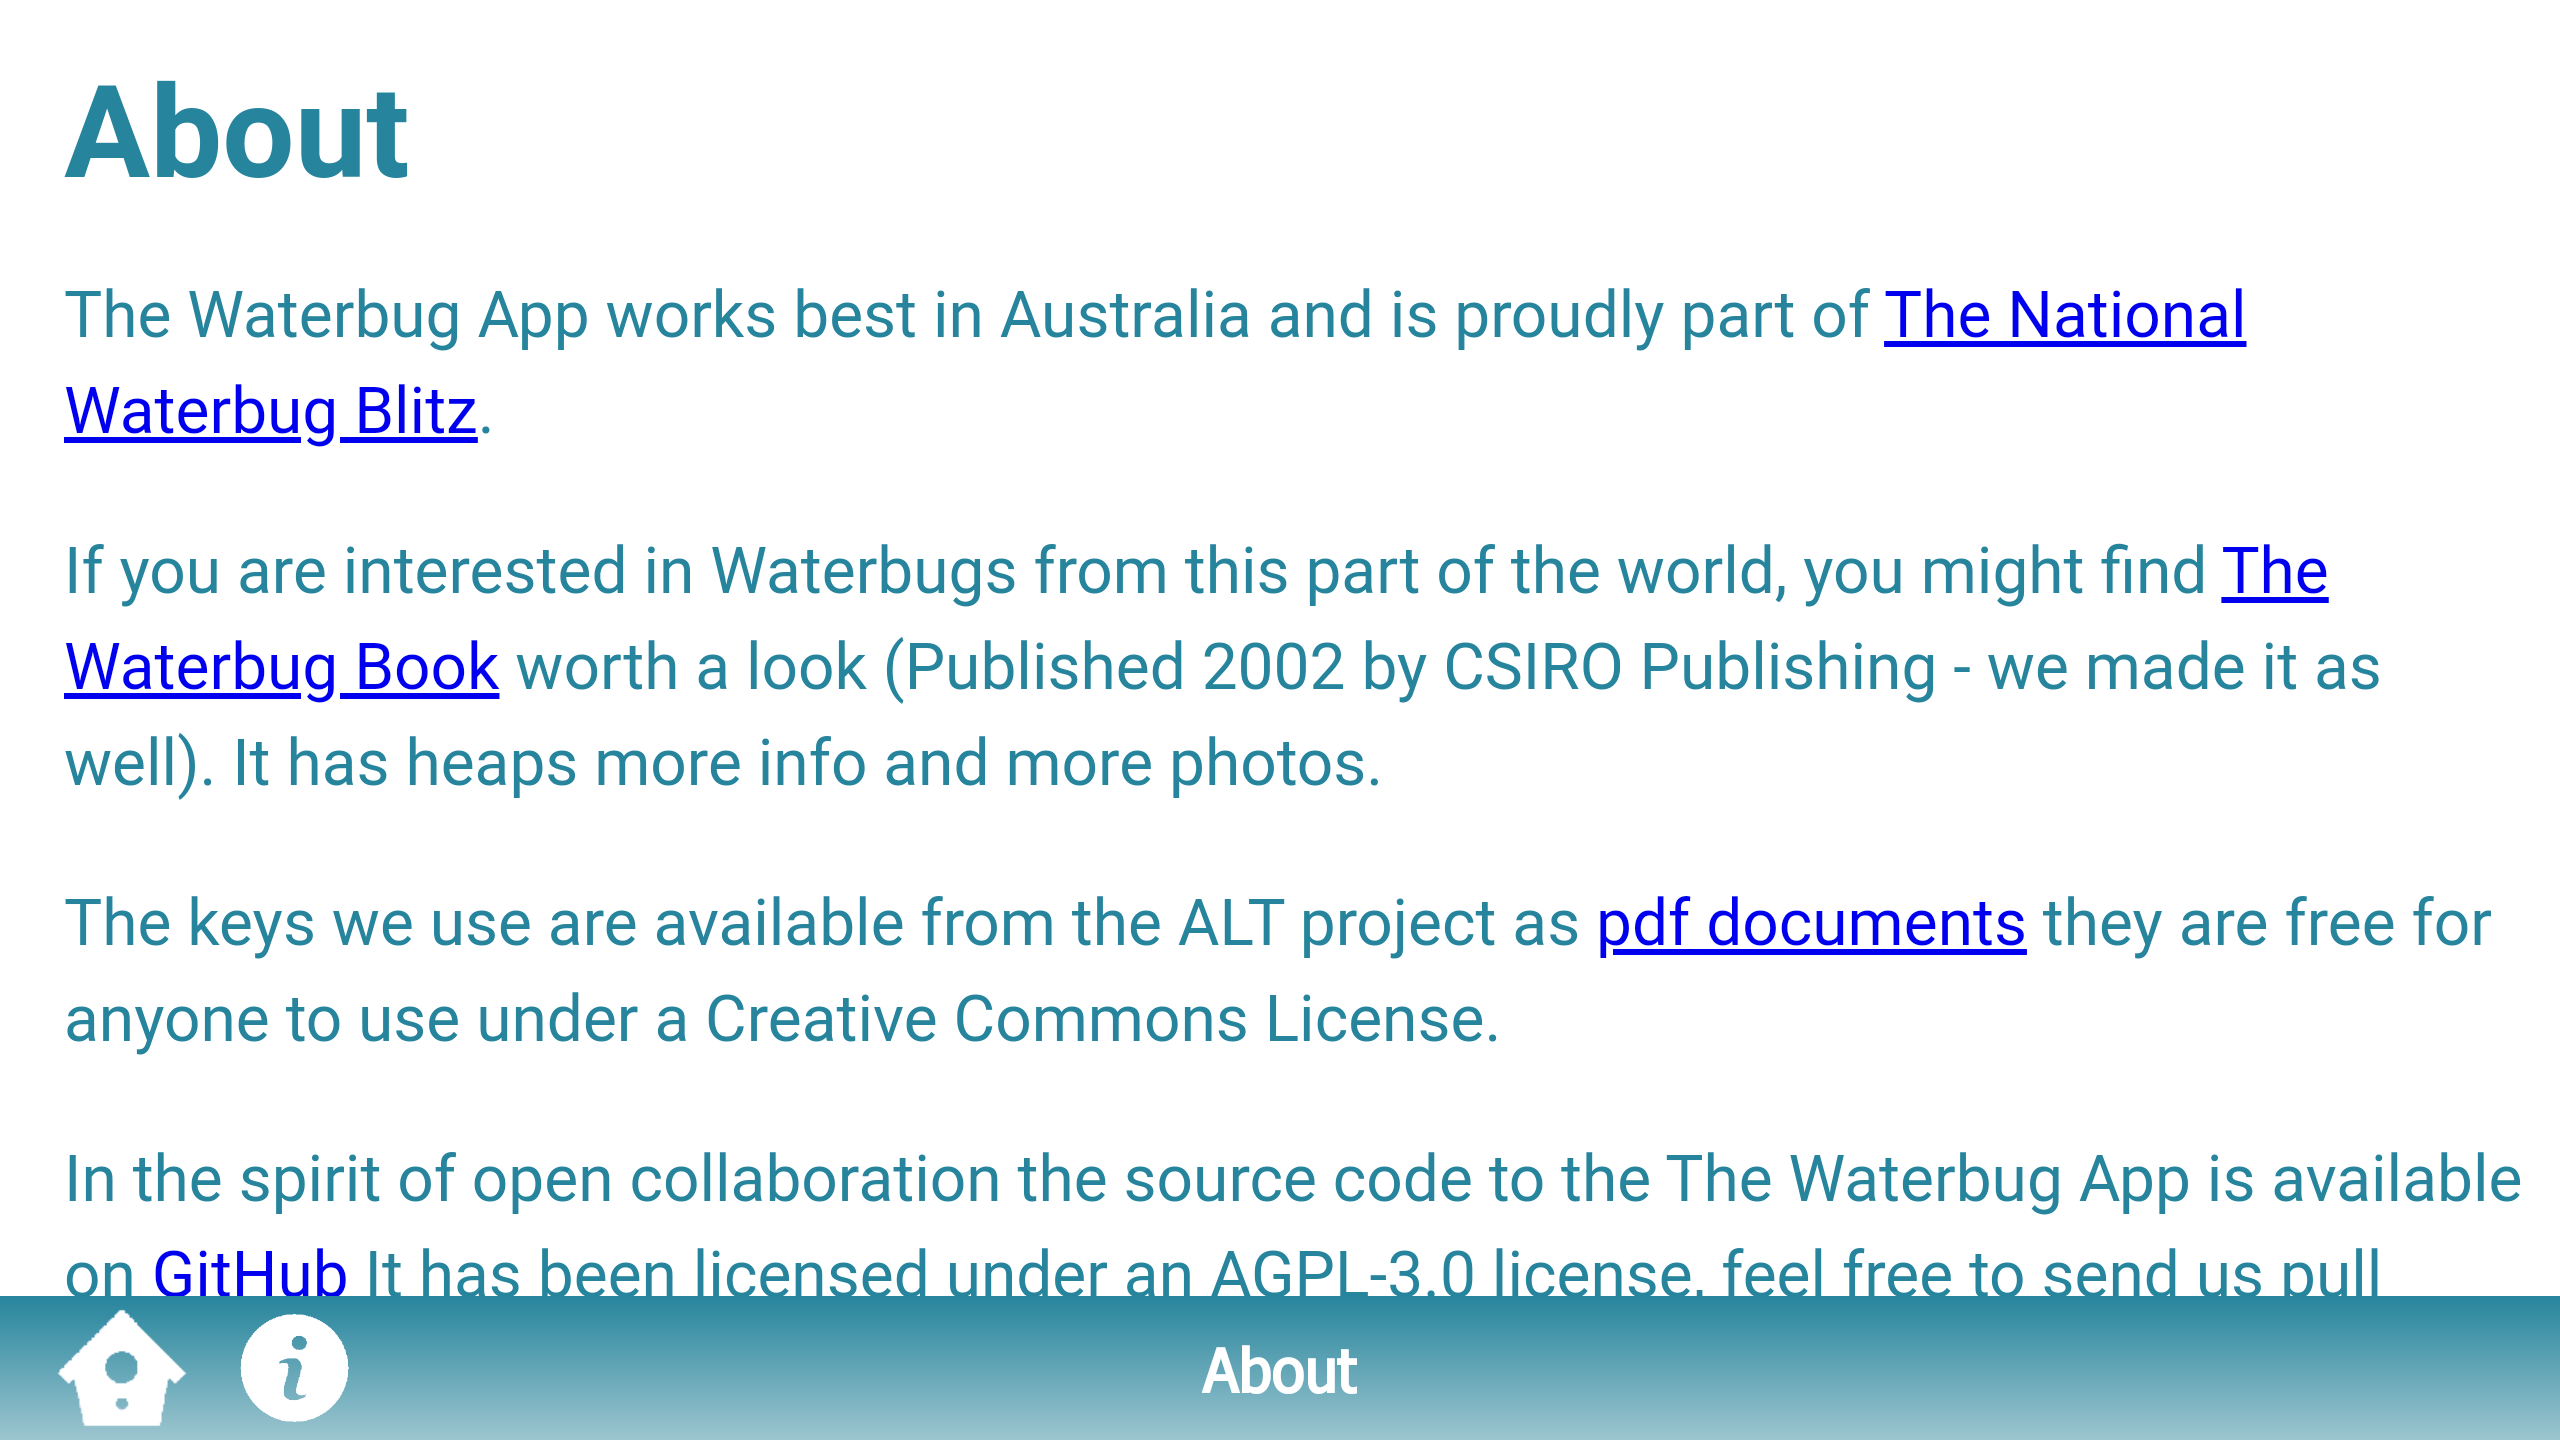 About
The Waterbug App works best in Australia and is proudly part of The National
Waterbug Blitz.
If you are interested in Waterbugs from this part of the world, you might find The
Waterbug Book worth a look (Published 2002 by CSIRO Publishing - we made it as
well). It has heaps more info and more photos.
The keys we use are available from the ALT project as pdf documents they are free for
anyone to use under a Creative Commons License.
In the spirit of open collaboration the source code to the The Waterbug App is available
on GitHub It has been licensed under an AGPL-3.0 license, feel free to send us pull
About